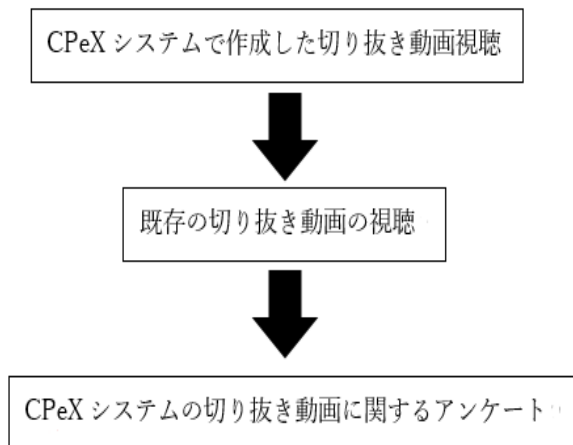 CPeX システムで作成した切り抜き動画視聴
既存の切り抜き動画の視聴
CPeX システムの切り抜き動画に関するアンケート